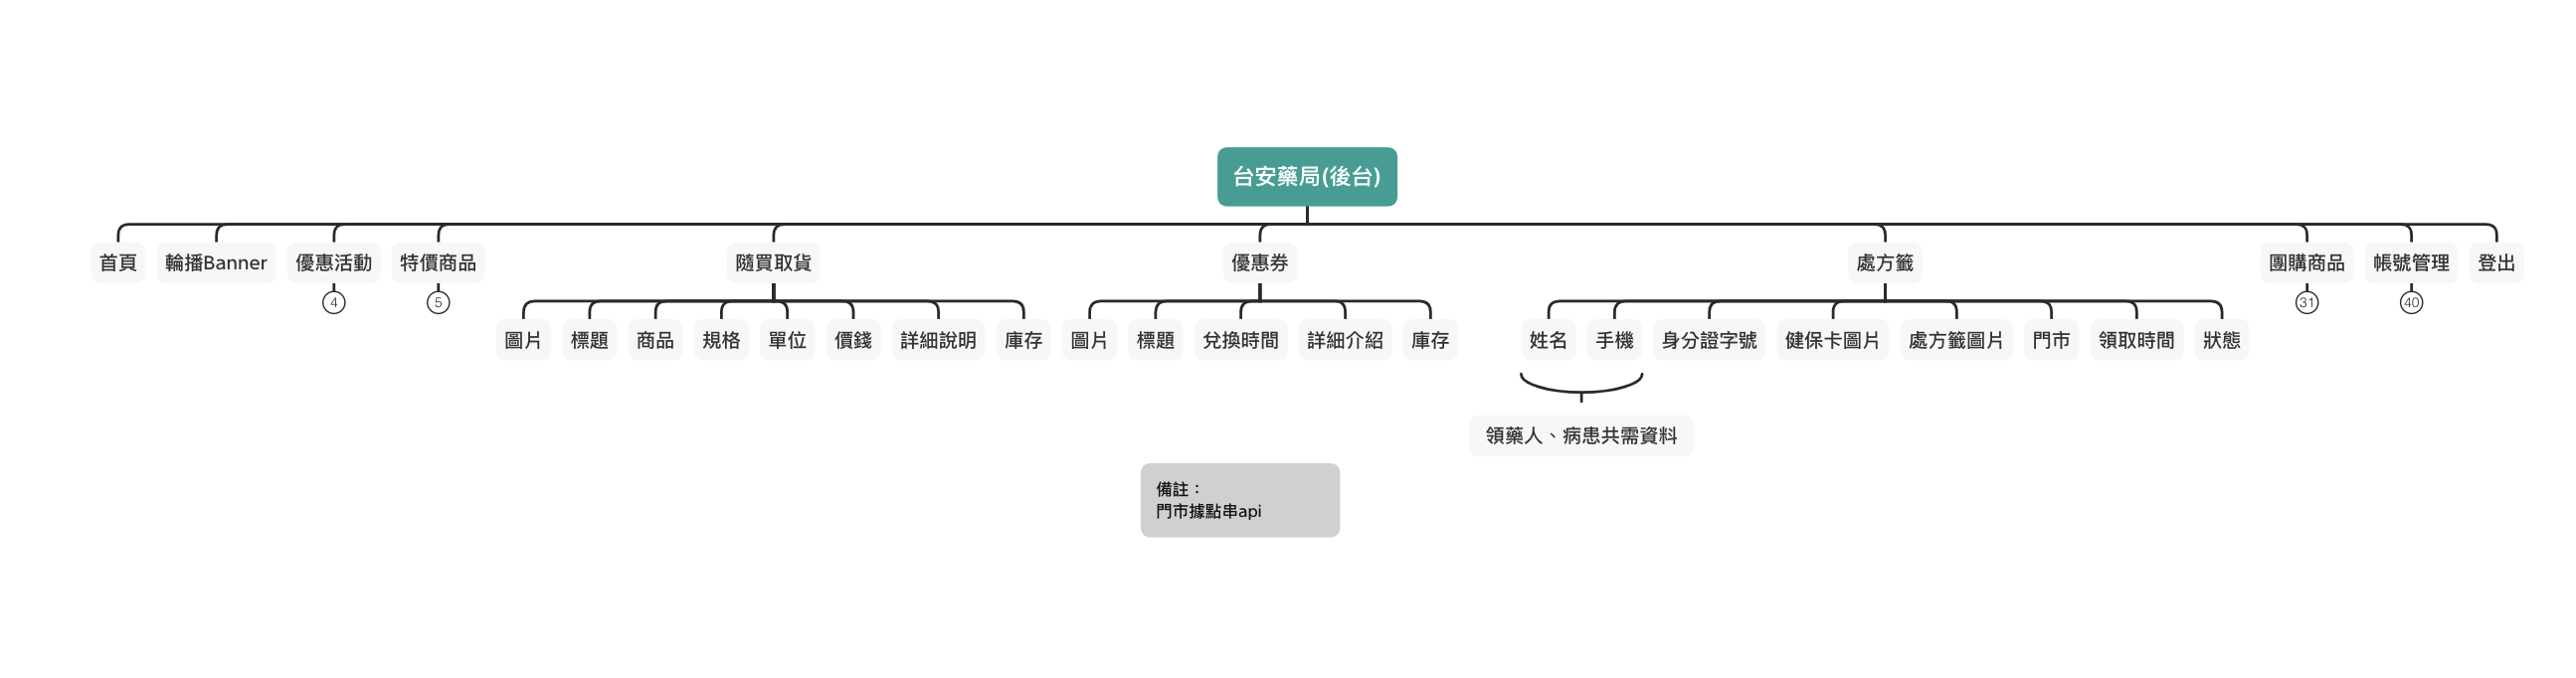 台安藥局(後台)
首頁
輪播Banner
優惠活動
特價商品
隨買取貨
優惠券
處方籤
團購商品
帳號管理
登出
4
5
31
40
圖片
標題
商品
規格
單位
價錢
詳細說明
庫存
圖片
標題
兌換時間
詳細介紹
庫存
姓名
手機
身分證字號
健保卡圖片
處方籤圖片
門市
領取時間
狀態
領藥人、病患共需資料
備註：
門市據點串api